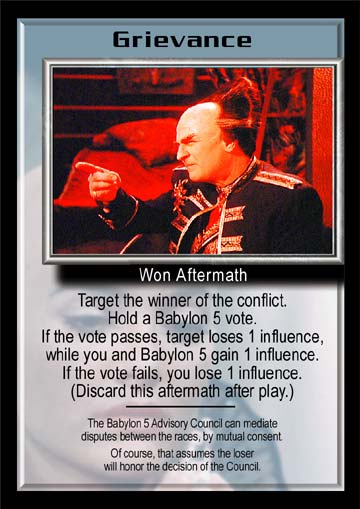 Grievance
Won Aftermath
Target the winner of the conflict.
Hold a Babylon 5 vote.
If the vote passes, target loses 1 influence,
while you and Babylon 5 gain 1 influence.
If the vote fails, you lose 1 influence.
(Discard this aftermath after play.)
The Babylon 5 Advisory Council can mediate
disputes between the races, by mutual consent.
Of course, that assumes the loser
will honor the decision of the Council.